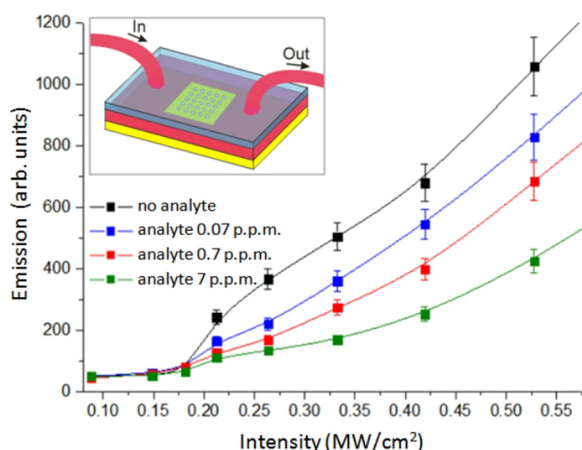 1200
1000
800
600
400
200
0
Emission (arb. units)
In
Out
no analyte
analyte 0.07 p.p.m.
analyte 0.7 p.p.m.
analyte 7 p.p.m.
0.10 0.15 0.20 0.25 0.30 0.35 0.40 0.45 0.50 0.55
Intensity (MW/cm²)